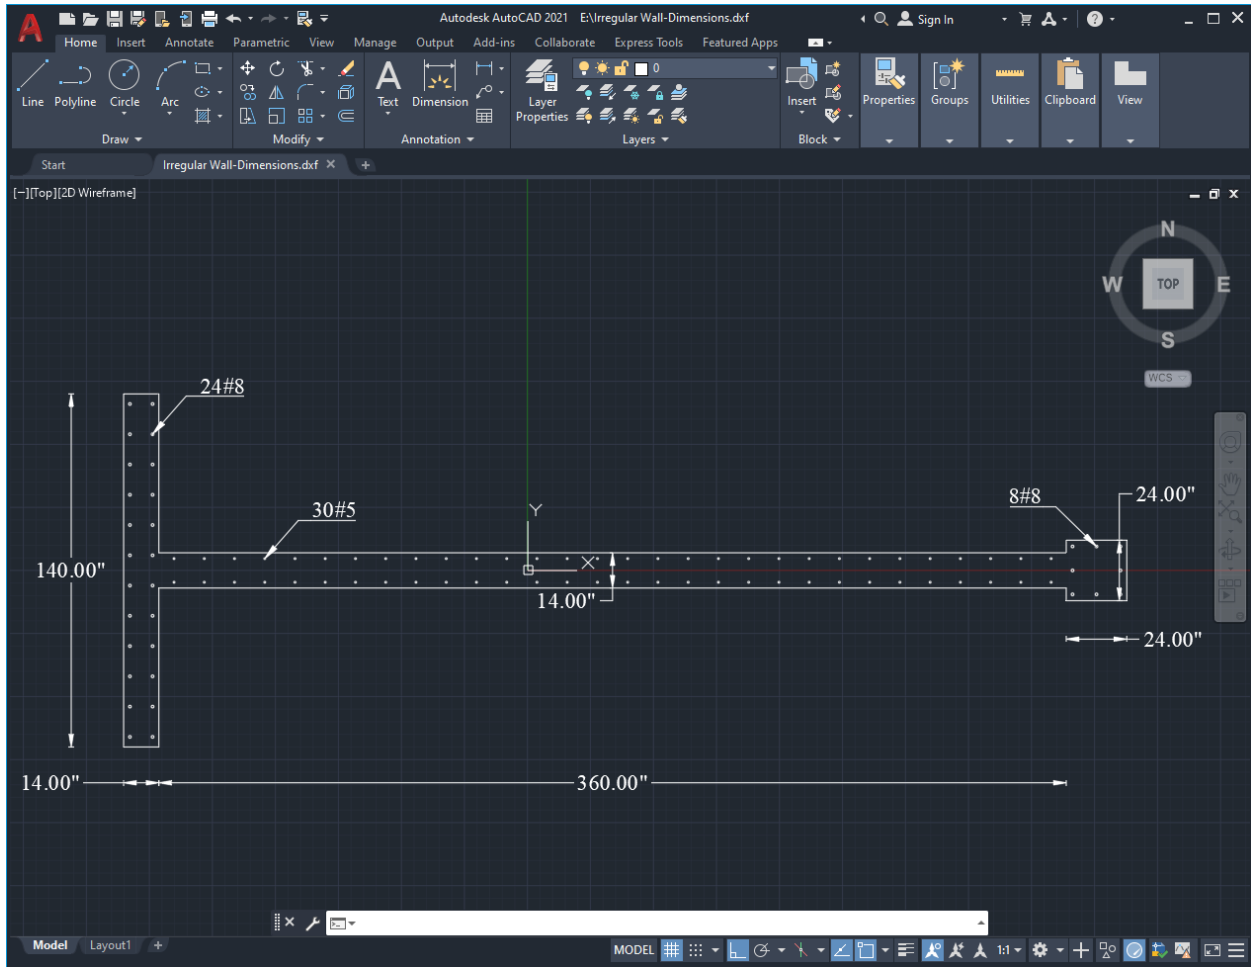 Autodesk AutoCAD 2021 E:\Irregular Wall-Dimensions.dxf
Sign In
Home Insert Annotate Parametric View Manage Output Add-ins Collaborate Express Tools Featured Apps
0
Line Polyline Circle Arc
Text Dimension
Layer Properties
Insert
Properties Groups Utilities Clipboard View
Draw Modify Annotation Layers Block
Start Irregular Wall-Dimensions.dxf
[−][Top][2D Wireframe]
N
W TOP E
S
WCS
24#8
30#5
8#8
24.00"
Y
X
140.00"
14.00"
24.00"
14.00"
360.00"
Model Layout1 +
MODEL
1:1